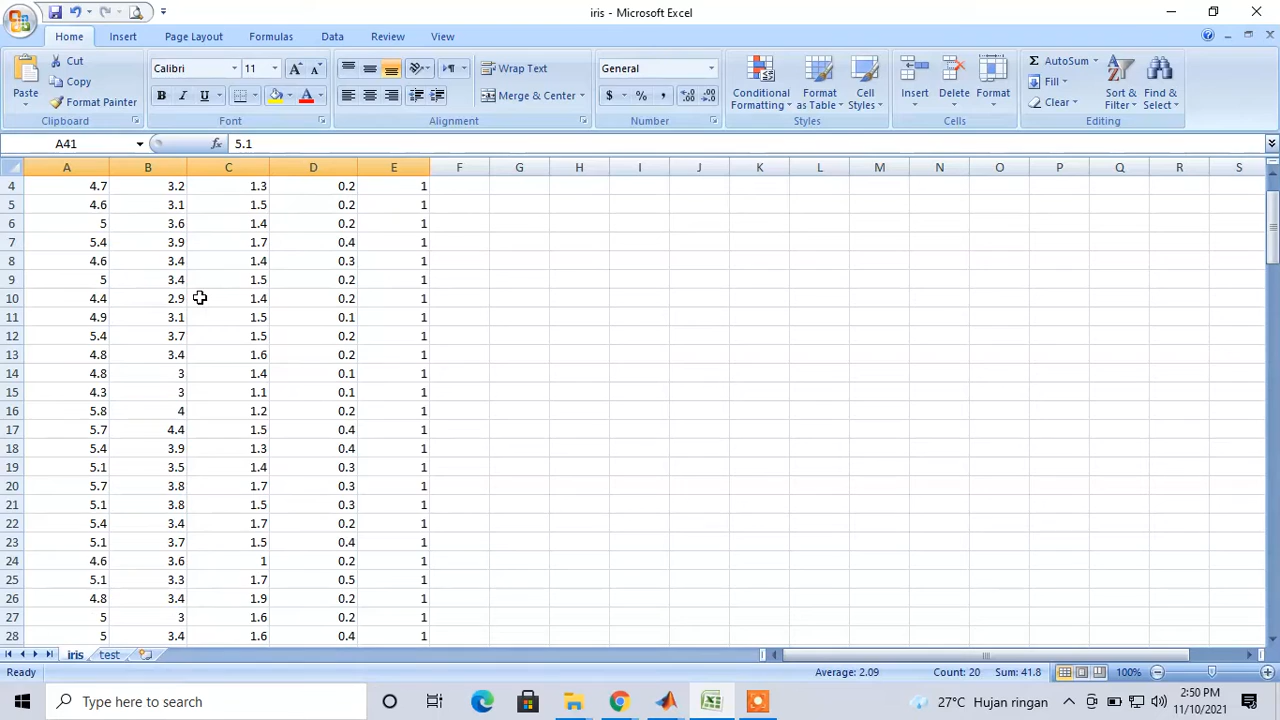 iris - Microsoft Excel
Home Insert Page Layout Formulas Data Review View
Paste
Cut
Copy
Format Painter
Clipboard
Calibri 11
B I U
Font
Wrap Text
Merge & Center
Alignment
General
$ % ,
Number
Conditional Formatting
Format as Table
Cell Styles
Styles
Insert Delete Format
Cells
AutoSum
Fill
Clear
Sort & Filter
Find & Select
Editing
A41 fx 5.1
A B C D E F G H I J K L M N O P Q R S
4 4.7 3.2 1.3 0.2 1
5 4.6 3.1 1.5 0.2 1
6 5 3.6 1.4 0.2 1
7 5.4 3.9 1.7 0.4 1
8 4.6 3.4 1.4 0.3 1
9 5 3.4 1.5 0.2 1
10 4.4 2.9 1.4 0.2 1
11 4.9 3.1 1.5 0.1 1
12 5.4 3.7 1.5 0.2 1
13 4.8 3.4 1.6 0.2 1
14 4.8 3 1.4 0.1 1
15 4.3 3 1.1 0.1 1
16 5.8 4 1.2 0.2 1
17 5.7 4.4 1.5 0.4 1
18 5.4 3.9 1.3 0.4 1
19 5.1 3.5 1.4 0.3 1
20 5.7 3.8 1.7 0.3 1
21 5.1 3.8 1.5 0.3 1
22 5.4 3.4 1.7 0.2 1
23 5.1 3.7 1.5 0.4 1
24 4.6 3.6 1 0.2 1
25 5.1 3.3 1.7 0.5 1
26 4.8 3.4 1.9 0.2 1
27 5 3 1.6 0.2 1
28 5 3.4 1.6 0.4 1
iris test
Ready Average: 2.09 Count: 20 Sum: 41.8 100%
Type here to search 27°C Hujan ringan 2:50 PM
11/10/2021